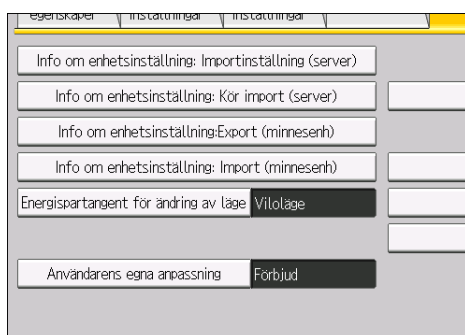 egenskaper inställningar inställningar
Info om enhetsinställning: Importinställning (server)
Info om enhetsinställning: Kör import (server)
Info om enhetsinställning:Export (minnesenh)
Info om enhetsinställning: Import (minnesenh)
Energispartangent för ändring av läge Viloläge
Användarens egna anpassning Förbjud